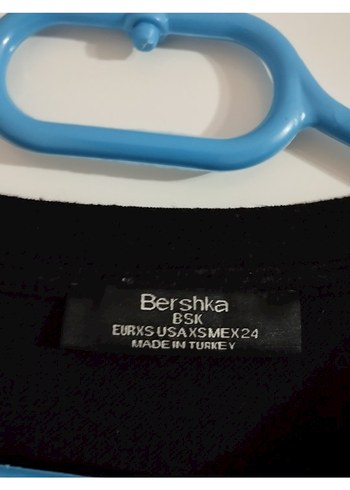 Bershka
BSK
EUR XS USA XS MEX 24
MADE IN TURKEY